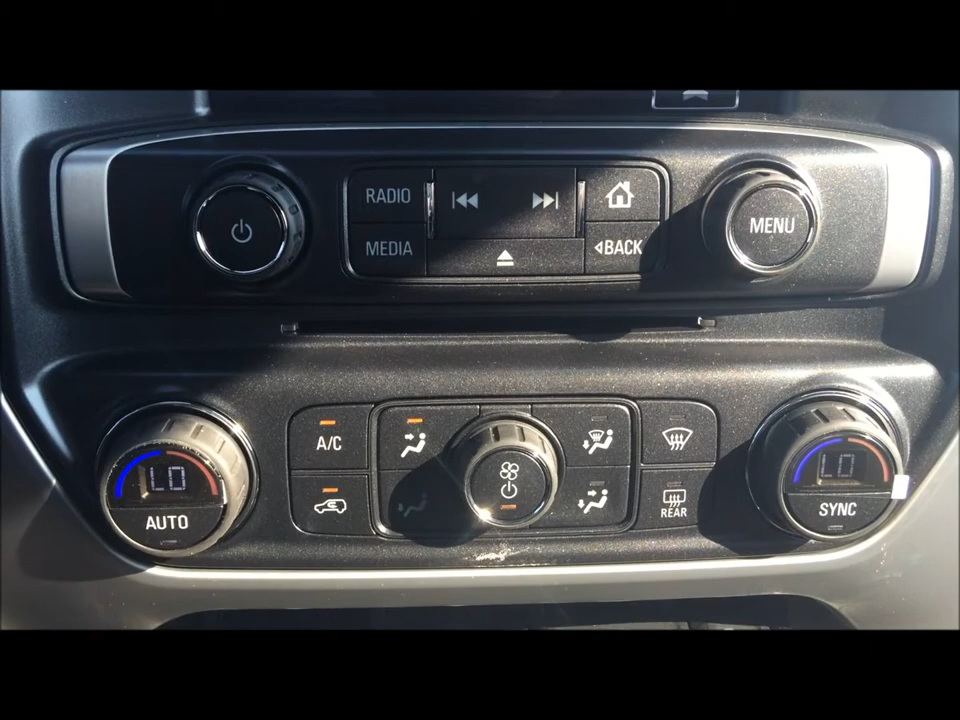 RADIO
MEDIA
BACK
MENU
LO
AUTO
A/C
REAR
LO
SYNC